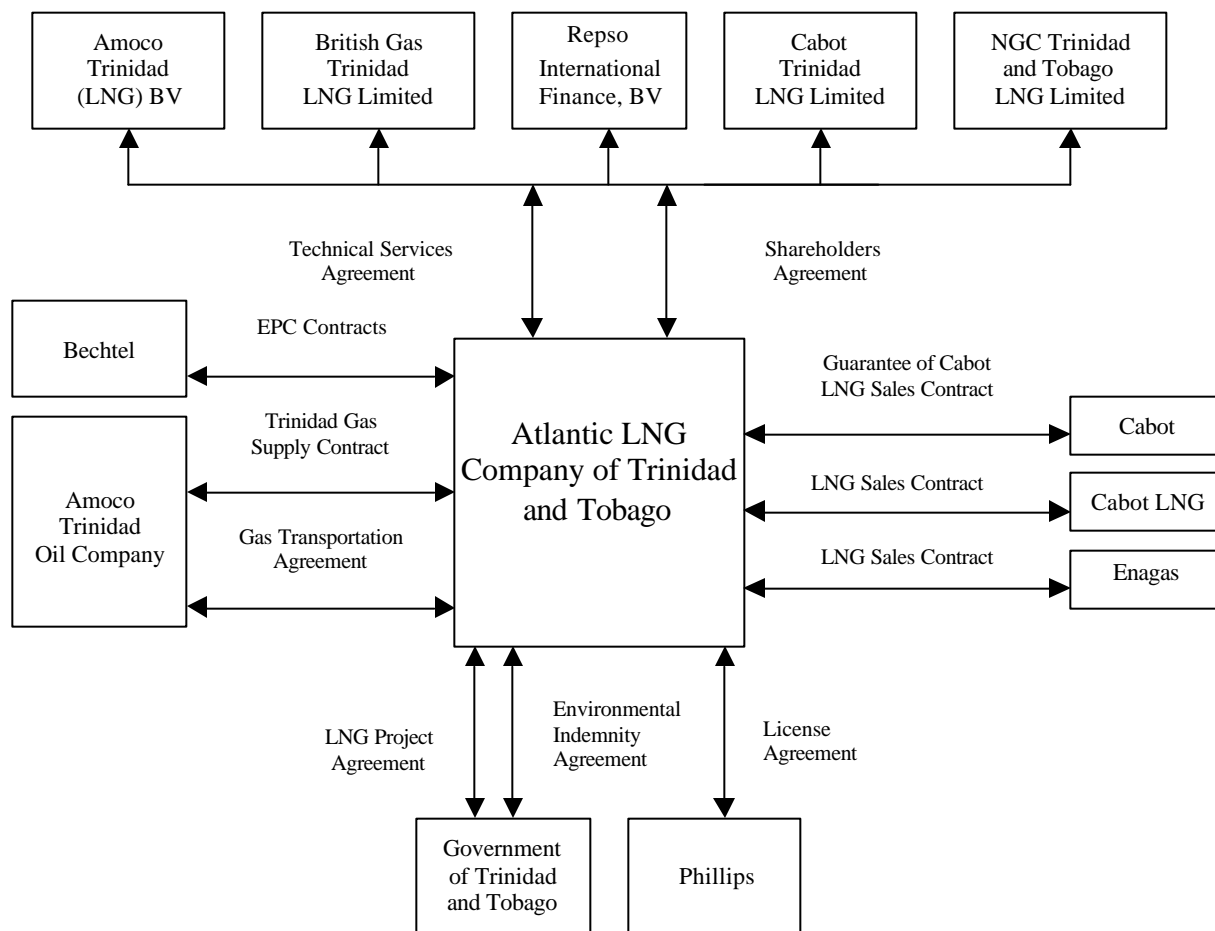 Amoco
Trinidad
(LNG) BV
British Gas
Trinidad
LNG Limited
Repso
International
Finance, BV
Cabot
Trinidad
LNG Limited
NGC Trinidad
and Tobago
LNG Limited
Technical Services
Agreement
Shareholders
Agreement
Bechtel
EPC Contracts
Amoco
Trinidad
Oil Company
Trinidad Gas
Supply Contract
Gas Transportation
Agreement
Atlantic LNG
Company of Trinidad
and Tobago
Guarantee of Cabot
LNG Sales Contract
Cabot
LNG Sales Contract
Cabot LNG
LNG Sales Contract
Enagas
LNG Project
Agreement
Environmental
Indemnity
Agreement
License
Agreement
Government
of Trinidad
and Tobago
Phillips